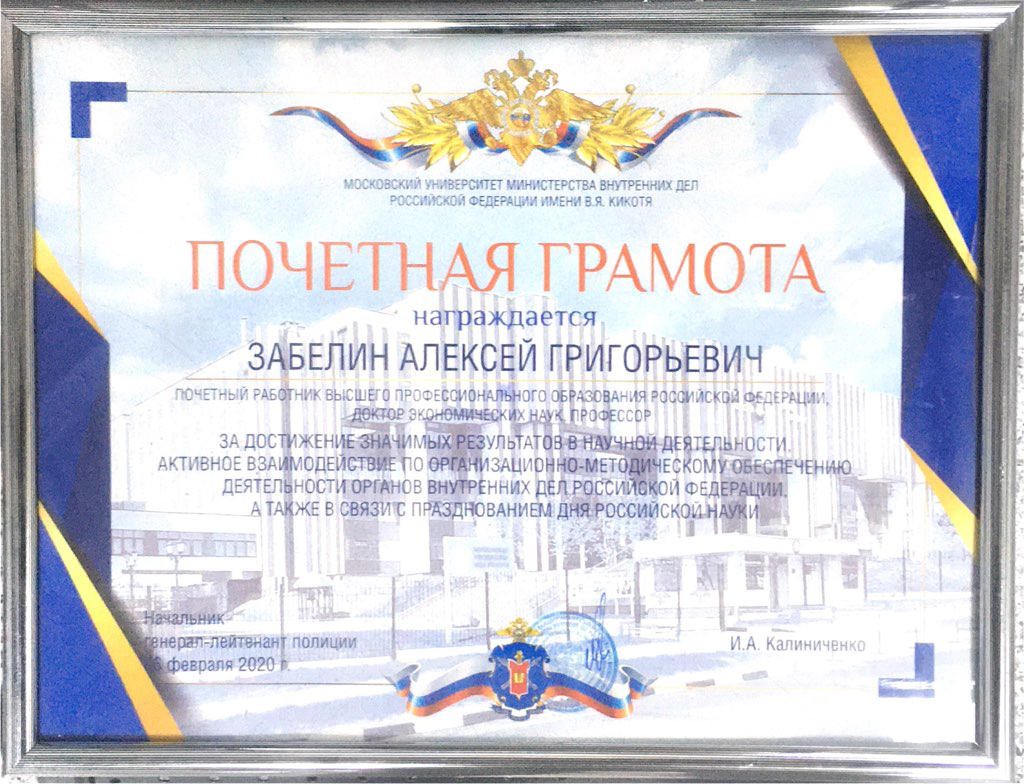 МОСКОВСКИЙ УНИВЕРСИТЕТ МИНИСТЕРСТВА ВНУТРЕННИХ ДЕЛ
РОССИЙСКОЙ ФЕДЕРАЦИИ ИМЕНИ В.Я. КИКОТЯ
ПОЧЕТНАЯ ГРАМОТА
награждается
ЗАБЕЛИН АЛЕКСЕЙ ГРИГОРЬЕВИЧ
ПОЧЕТНЫЙ РАБОТНИК ВЫСШЕГО ПРОФЕССИОНАЛЬНОГО ОБРАЗОВАНИЯ РОССИЙСКОЙ ФЕДЕРАЦИИ,
ДОКТОР ЭКОНОМИЧЕСКИХ НАУК, ПРОФЕССОР
ЗА ДОСТИЖЕНИЕ ЗНАЧИМЫХ РЕЗУЛЬТАТОВ В НАУЧНОЙ ДЕЯТЕЛЬНОСТИ,
АКТИВНОЕ ВЗАИМОДЕЙСТВИЕ ПО ОРГАНИЗАЦИОННО-МЕТОДИЧЕСКОМУ ОБЕСПЕЧЕНИЮ
ДЕЯТЕЛЬНОСТИ ОРГАНОВ ВНУТРЕННИХ ДЕЛ РОССИЙСКОЙ ФЕДЕРАЦИИ,
А ТАКЖЕ В СВЯЗИ С ПРАЗДНОВАНИЕМ ДНЯ РОССИЙСКОЙ НАУКИ
Начальник
генерал-лейтенант полиции
февраля 2020 г.
И.А. Калиниченко